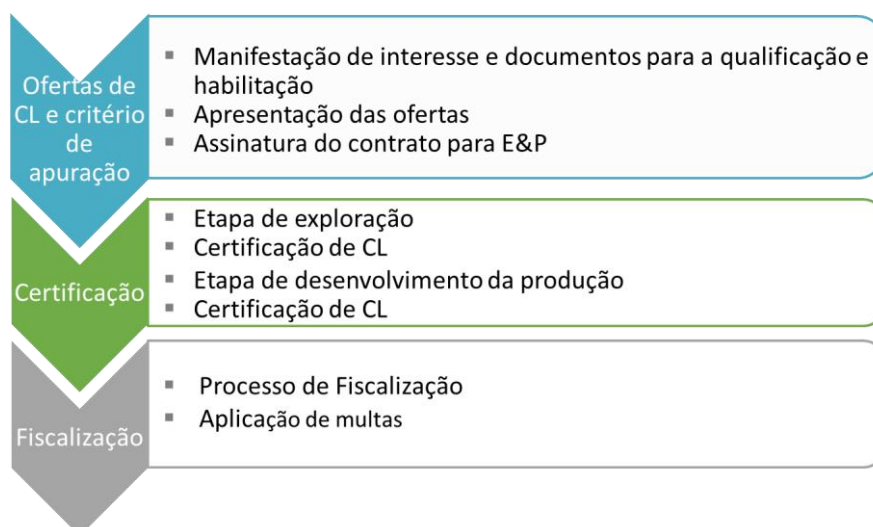 Ofertas de
CL e critério
de
apuração
▪ Manifestação de interesse e documentos para a qualificação e
habilitação
▪ Apresentação das ofertas
▪ Assinatura do contrato para E&P
Certificação
▪ Etapa de exploração
▪ Certificação de CL
▪ Etapa de desenvolvimento da produção
▪ Certificação de CL
Fiscalização
▪ Processo de Fiscalização
▪ Aplicação de multas